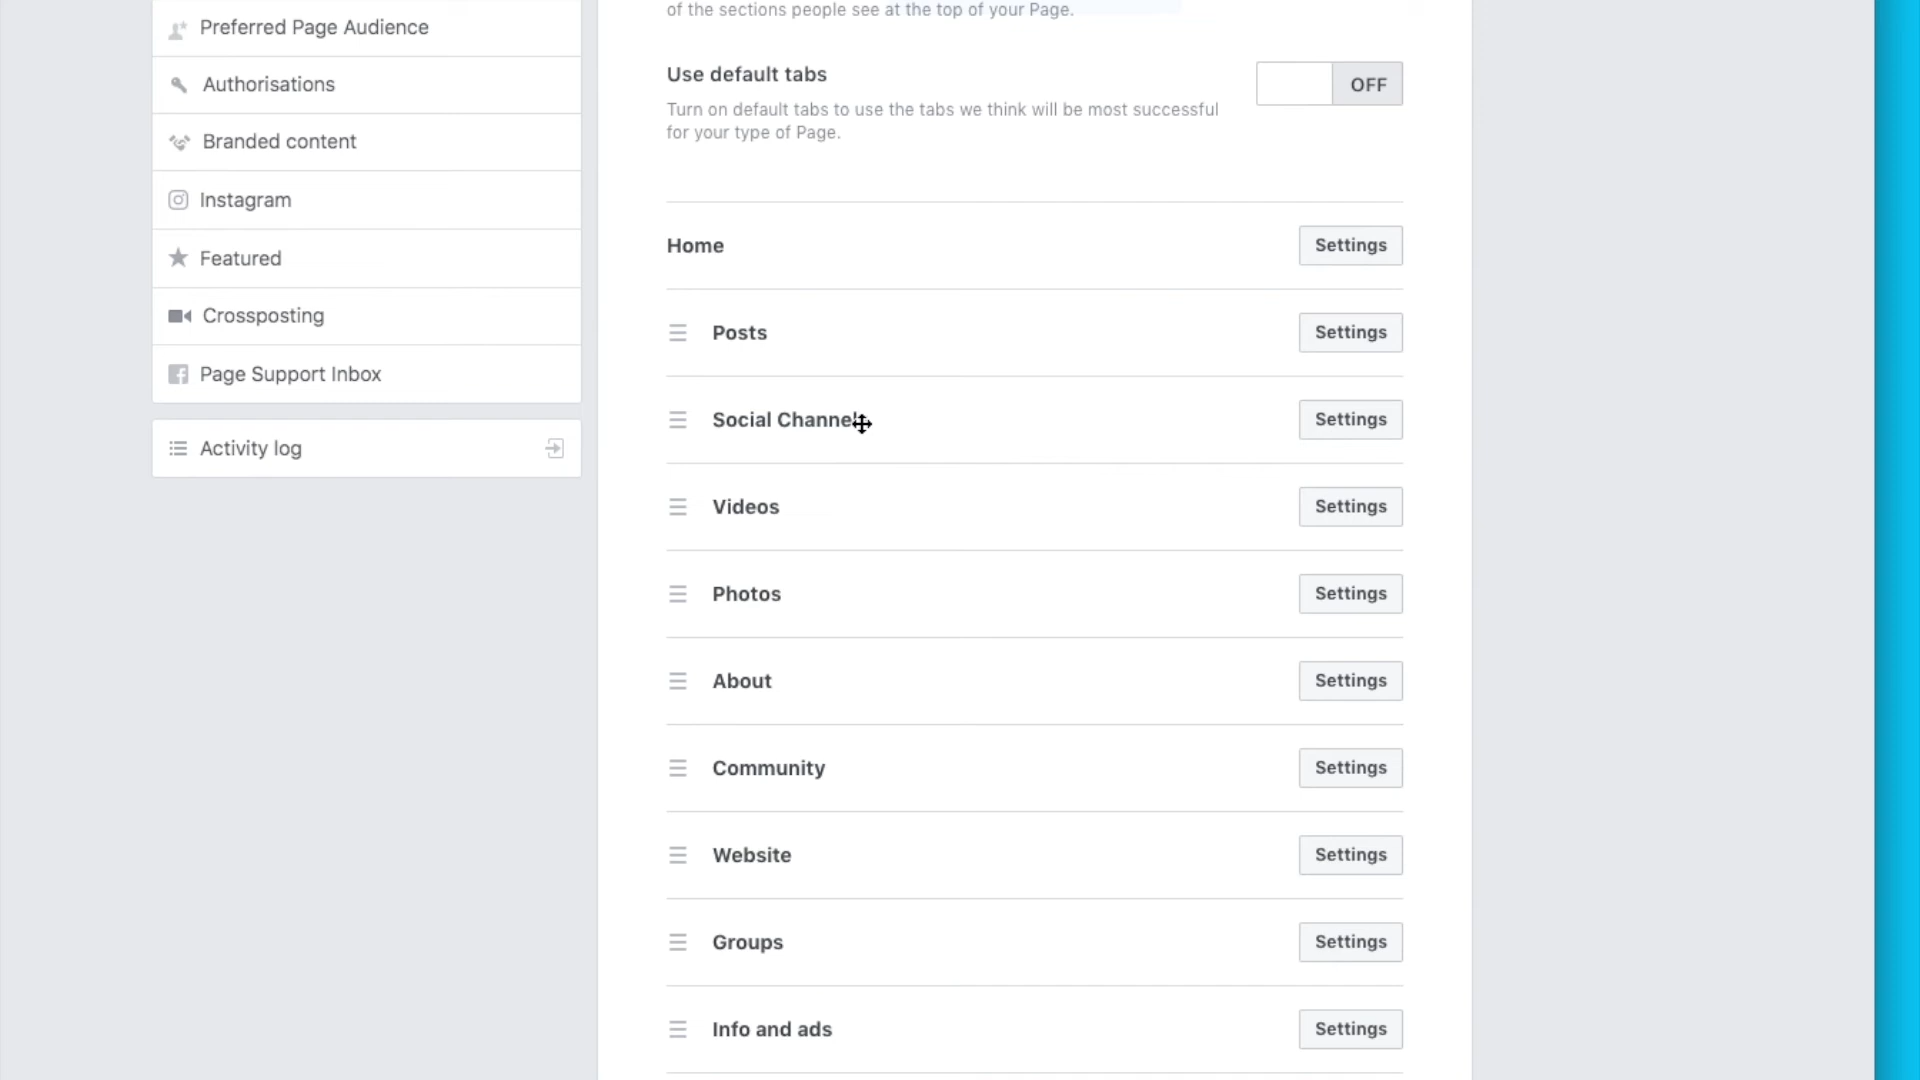 Preferred Page Audience
Authorisations
Branded content
Instagram
Featured
Crossposting
Page Support Inbox
Activity log
of the sections people see at the top of your Page.
Use default tabs
OFF
Turn on default tabs to use the tabs we think will be most successful
for your type of Page.
Home
Settings
Posts
Settings
Social Channels
Settings
Videos
Settings
Photos
Settings
About
Settings
Community
Settings
Website
Settings
Groups
Settings
Info and ads
Settings